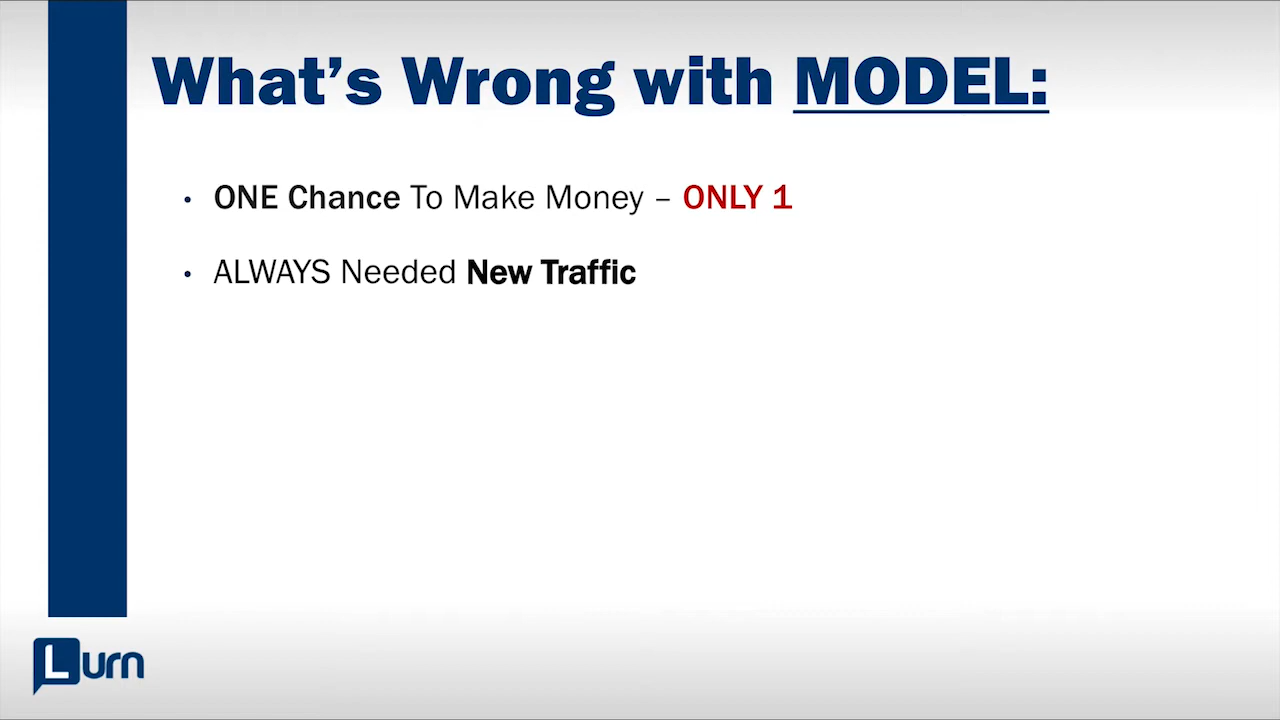 What’s Wrong with MODEL:
• ONE Chance To Make Money – ONLY 1
• ALWAYS Needed New Traffic
Lurn